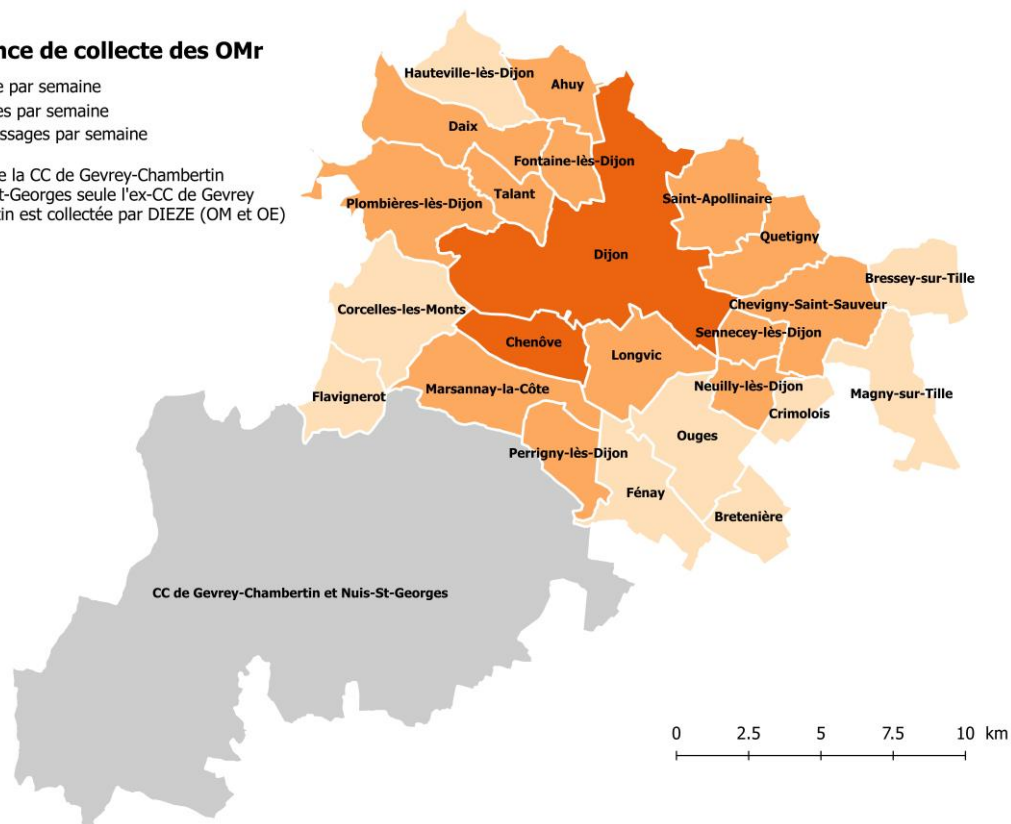 nce de collecte des OMr
e par semaine
es par semaine
ssages par semaine
e la CC de Gevrey-Chambertin
t-Georges seule l'ex-CC de Gevrey
tin est collectée par DIEZE (OM et OE)
Hauteville-lès-Dijon
Ahuy
Daix
Fontaine-lès-Dijon
Talant
Plombières-lès-Dijon
Saint-Apollinaire
Quetigny
Dijon
Bressey-sur-Tille
Corcelles-les-Monts
Chevigny-Saint-Sauveur
Sennecey-lès-Dijon
Chenôve
Longvic
Flavignerot
Marsannay-la-Côte
Neuilly-lès-Dijon
Magny-sur-Tille
Crimolois
Ouges
Perrigny-lès-Dijon
Fénay
Bretenière
CC de Gevrey-Chambertin et Nuis-St-Georges
0 2.5 5 7.5 10 km